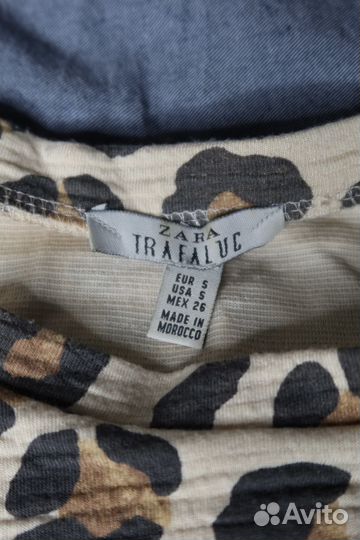 ZARA
TRAFALUC
EUR S
USA S
MEX 26
MADE IN
MOROCCO
Avito